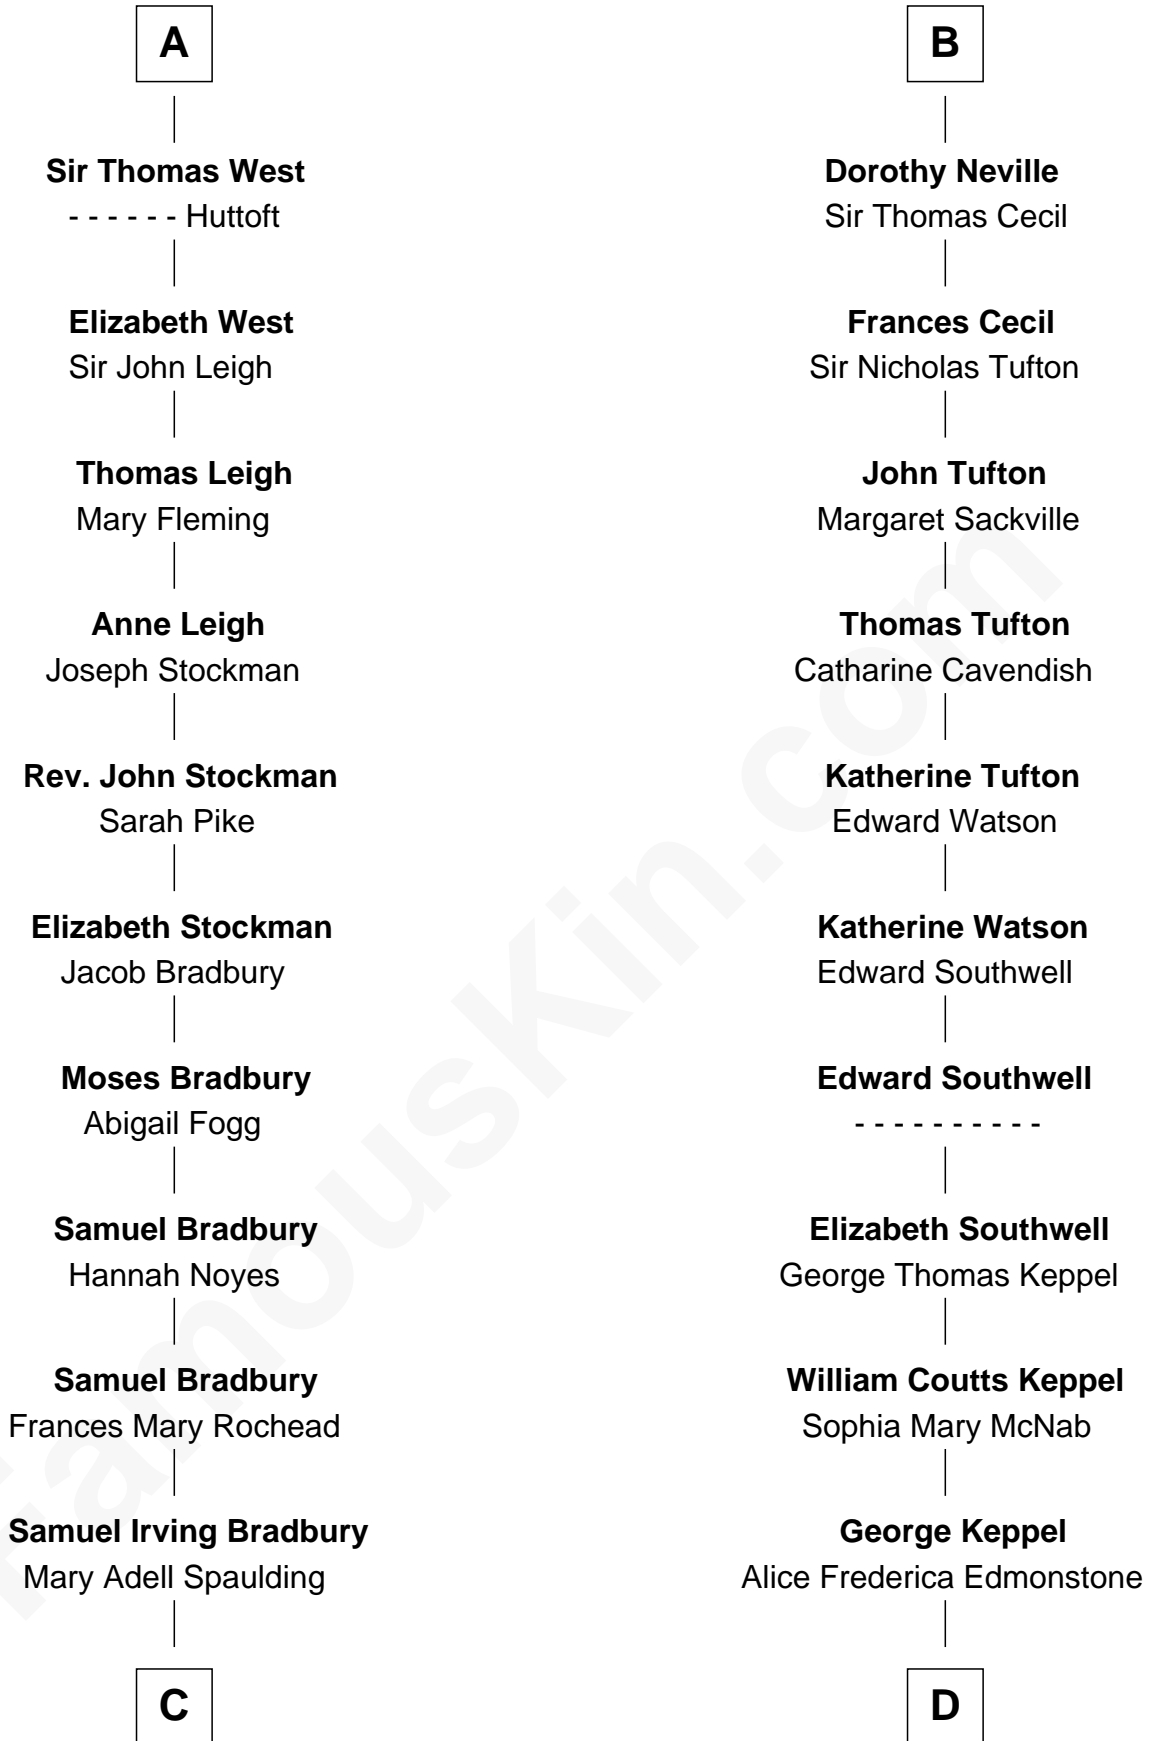 A
Sir Thomas West
- - - - - - Huttoft
Elizabeth West
Sir John Leigh
Thomas Leigh
Mary Fleming
Anne Leigh
Joseph Stockman
Rev. John Stockman
Sarah Pike
Elizabeth Stockman
Jacob Bradbury
Moses Bradbury
Abigail Fogg
Samuel Bradbury
Hannah Noyes
Samuel Bradbury
Frances Mary Rochead
Samuel Irving Bradbury
Mary Adell Spaulding
C
B
Dorothy Neville
Sir Thomas Cecil
Frances Cecil
Sir Nicholas Tufton
John Tufton
Margaret Sackville
Thomas Tufton
Catharine Cavendish
Katherine Tufton
Edward Watson
Katherine Watson
Edward Southwell
Edward Southwell
- - - - - - - - - -
Elizabeth Southwell
George Thomas Keppel
William Coutts Keppel
Sophia Mary McNab
George Keppel
Alice Frederica Edmonstone
D
FamousKin.com